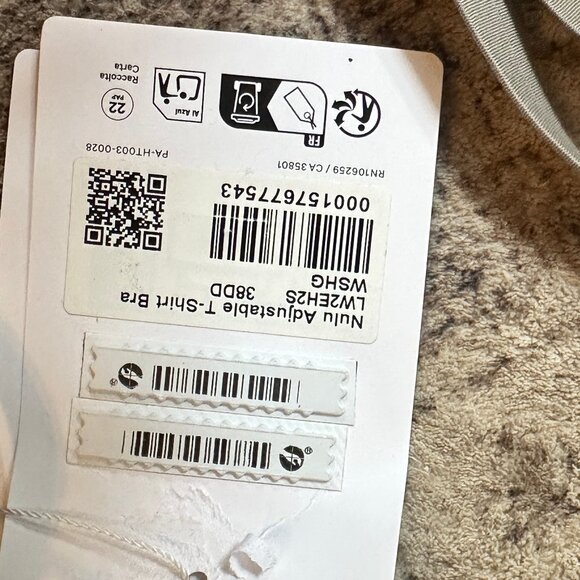 Nulu Adjustable T-Shirt Bra
LW2EH2S 38DD
WSHG
0001577677543
RN106259 / CA 35801
PA-HT003-0028
FR
Al Azul
22
PAP
Raccolta
Carta
®
®